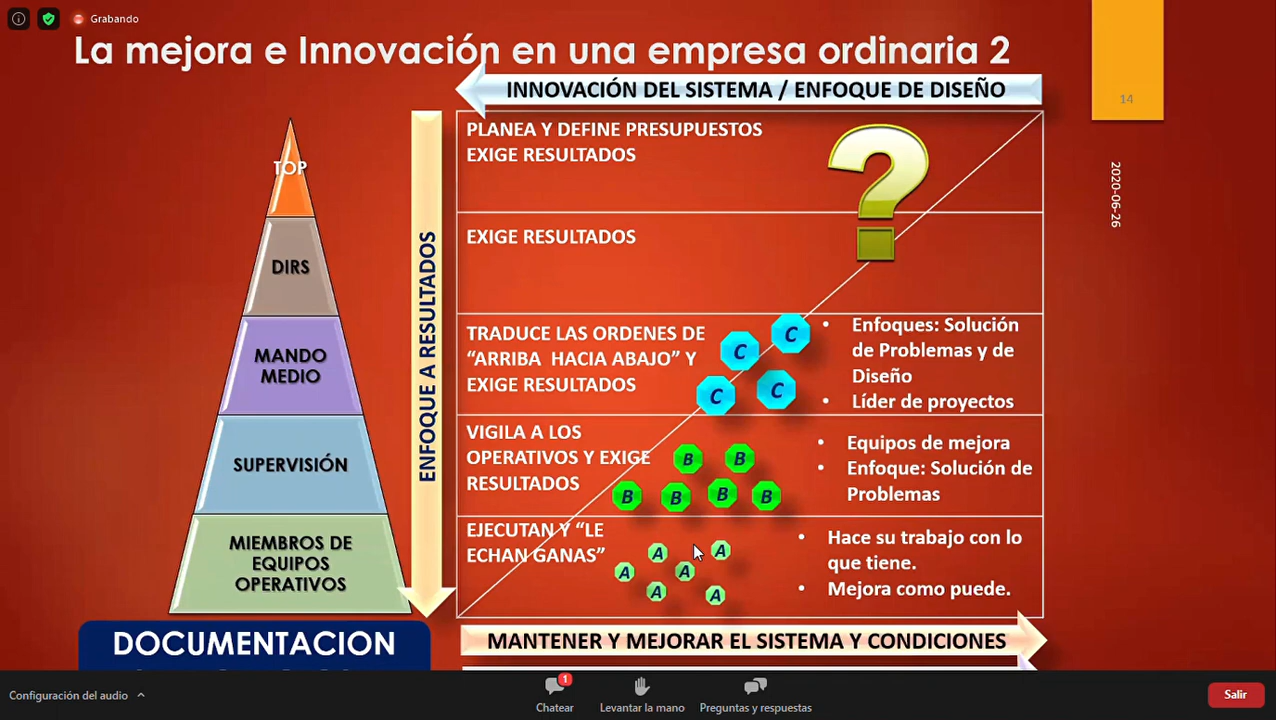 Grabando
La mejora e Innovación en una empresa ordinaria 2
INNOVACIÓN DEL SISTEMA / ENFOQUE DE DISEÑO
14
2020-06-26
TOP
DIRS
MANDO
MEDIO
SUPERVISIÓN
MIEMBROS DE
EQUIPOS
OPERATIVOS
ENFOQUE A RESULTADOS
PLANEA Y DEFINE PRESUPUESTOS
EXIGE RESULTADOS
?
EXIGE RESULTADOS
TRADUCE LAS ORDENES DE
“ARRIBA HACIA ABAJO” Y
EXIGE RESULTADOS
C C
C C
• Enfoques: Solución
de Problemas y de
Diseño
• Líder de proyectos
VIGILA A LOS
OPERATIVOS Y EXIGE
RESULTADOS
B B
B B B B
• Equipos de mejora
• Enfoque: Solución de
Problemas
EJECUTAN Y “LE
ECHAN GANAS”
A A
A A
A A
• Hace su trabajo con lo
que tiene.
• Mejora como puede.
DOCUMENTACION
MANTENER Y MEJORAR EL SISTEMA Y CONDICIONES
Configuración del audio
1
Chatear
Levantar la mano
Preguntas y respuestas
Salir